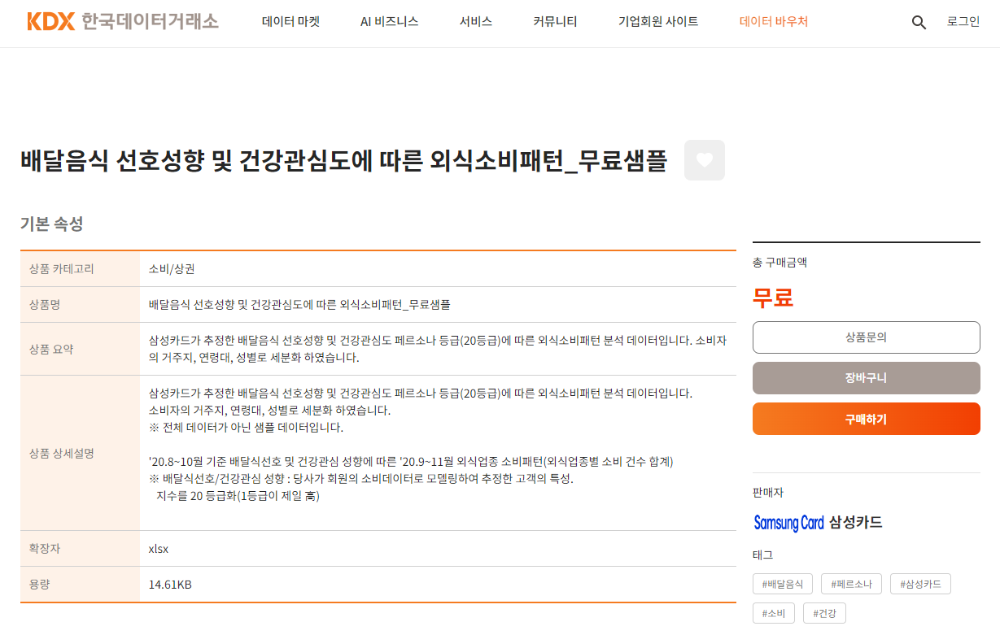 KDX 한국데이터거래소
데이터 마켓
AI 비즈니스
서비스
커뮤니티
기업회원 사이트
데이터 바우처
로그인
배달음식 선호성향 및 건강관심도에 따른 외식소비패턴_무료샘플
기본 속성
상품 카테고리
소비/상권
상품명
배달음식 선호성향 및 건강관심도에 따른 외식소비패턴_무료샘플
상품 요약
삼성카드가 추정한 배달음식 선호성향 및 건강관심도 페르소나 등급(20등급)에 따른 외식소비패턴 분석 데이터입니다. 소비자
의 거주지, 연령대, 성별로 세분화 하였습니다.
상품 상세설명
삼성카드가 추정한 배달음식 선호성향 및 건강관심도 페르소나 등급(20등급)에 따른 외식소비패턴 분석 데이터입니다.
소비자의 거주지, 연령대, 성별로 세분화 하였습니다.
※ 전체 데이터가 아닌 샘플 데이터입니다.
'20.8~10월 기준 배달식선호 및 건강관심 성향에 따른 '20.9~11월 외식업종 소비패턴(외식업종별 소비 건수 합계)
※ 배달식선호/건강관심 성향 : 당사가 회원의 소비데이터로 모델링하여 추정한 고객의 특성.
지수를 20 등급화(1등급이 제일 高)
확장자
xlsx
용량
14.61KB
총 구매금액
무료
상품문의
장바구니
구매하기
판매자
Samsung Card 삼성카드
태그
#배달음식 #페르소나 #삼성카드
#소비 #건강